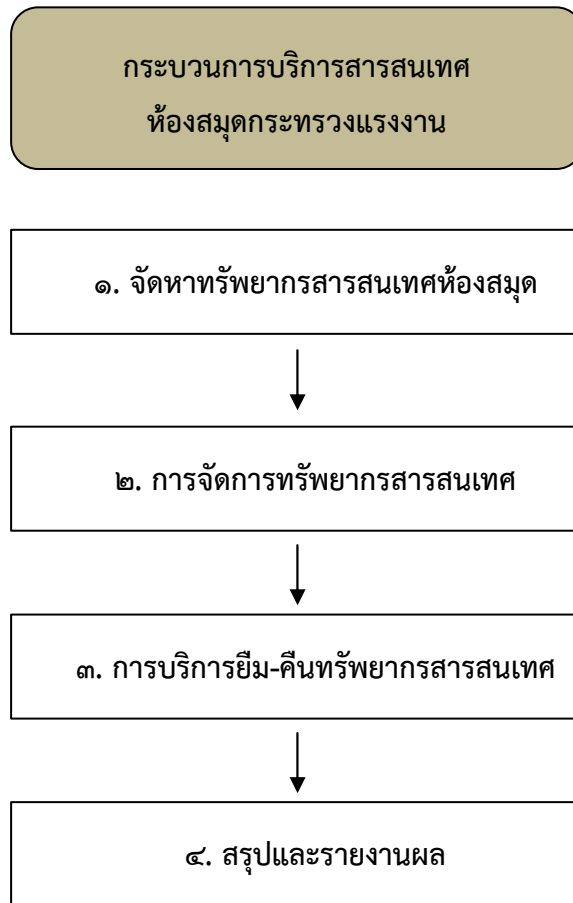 กระบวนการบริการสารสนเทศ
ห้องสมุดกระทรวงแรงงาน
๑. จัดหาทรัพยากรสารสนเทศห้องสมุด
๒. การจัดการทรัพยากรสารสนเทศ
๓. การบริการยืม-คืนทรัพยากรสารสนเทศ
๔. สรุปและรายงานผล